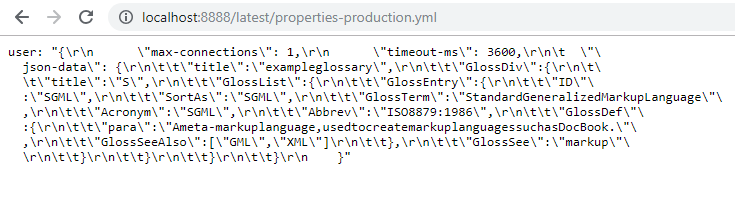 localhost:8888/latest/properties-production.yml
user: "{\r\n     \"max-connections\": 1,\r\n      \"timeout-ms\": 3600,\r\n\t  \"\
  json-data\": {\r\n\t\t\"title\":\"exampleglossary\",\r\n\t\t\"GlossDiv\":{\r\n\t\
  \t\"title\":\"S\",\r\n\t\t\"GlossList\":{\r\n\t\t\"GlossEntry\":{\r\n\t\t\"ID\"\
  :\"SGML\",\r\n\t\t\"SortAs\":\"SGML\",\r\n\t\t\"GlossTerm\":\"StandardGeneralizedMarkupLanguage\"\
  ,\r\n\t\t\"Acronym\":\"SGML\",\r\n\t\t\"Abbrev\":\"ISO8879:1986\",\r\n\t\t\"GlossDef\"\
  :{\r\n\t\t\"para\":\"Ameta-markuplanguage,usedtocreatemarkuplanguagessuchasDocBook.\"\
  ,\r\n\t\t\"GlossSeeAlso\":[\"GML\",\"XML\"]\r\n\t\t},\r\n\t\t\"GlossSee\":\"markup\"\
  \r\n\t\t}\r\n\t\t}\r\n\t\t}\r\n\t\t}\r\n    }"